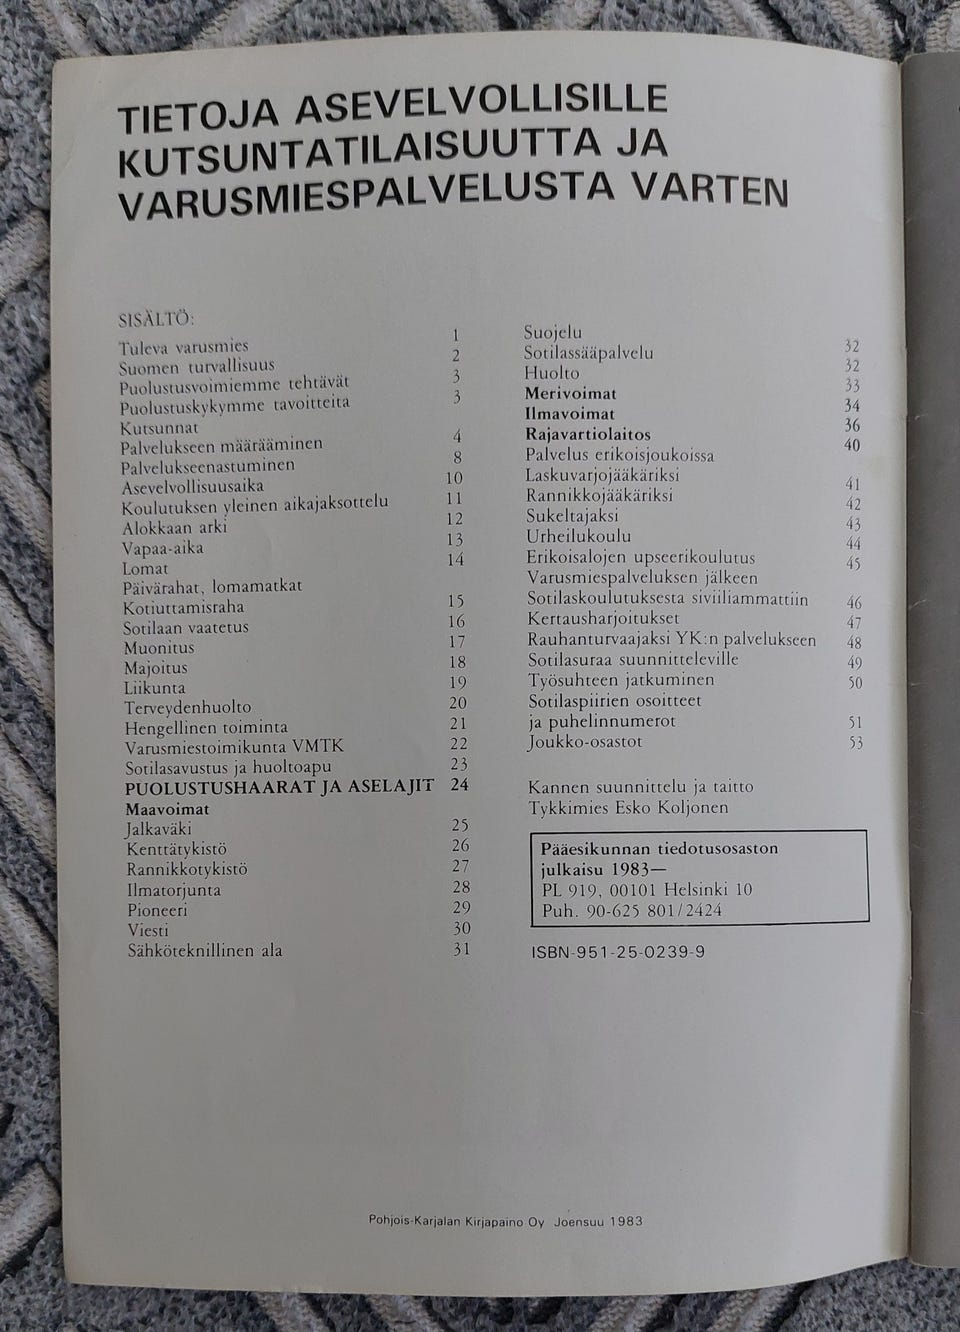 TIETOJA ASEVELVOLLISILLE
KUTSUNTATILAISUUTTA JA
VARUSMIESPALVELUSTA VARTEN
SISÄLTÖ:
Tuleva varusmies 1
Suomen turvallisuus 2
Puolustusvoimiemme tehtävät 3
Puolustuskykymme tavoitteita 3
Kutsunnat
Palvelukseen määrääminen 4
Palvelukseenastuminen 8
Asevelvollisuusaika 10
Koulutuksen yleinen aikajaksottelu 11
Alokkaan arki 12
Vapaa-aika 13
Lomat 14
Päivärahat, lomamatkat
Kotiuttamisraha 15
Sotilaan vaatetus 16
Muonitus 17
Majoitus 18
Liikunta 19
Terveydenhuolto 20
Hengellinen toiminta 21
Varusmiestoimikunta VMTK 22
Sotilasavustus ja huoltoapu 23
PUOLUSTUSHAARAT JA ASELAJIT 24
Maavoimat
Jalkaväki 25
Kenttätykistö 26
Rannikkotykistö 27
Ilmatorjunta 28
Pioneeri 29
Viesti 30
Sähköteknillinen ala 31
Suojelu 32
Sotilassääpalvelu 32
Huolto 33
Merivoimat 34
Ilmavoimat 36
Rajavartiolaitos 40
Palvelus erikoisjoukoissa
Laskuvarjojääkäriksi 41
Rannikkojääkäriksi 42
Sukeltajaksi 43
Urheilukoulu 44
Erikoisalojen upseerikoulutus 45
Varusmiespalveluksen jälkeen
Sotilaskoulutuksesta siviiliammattiin 46
Kertausharjoitukset 47
Rauhanturvaajaksi YK:n palvelukseen 48
Sotilasuraa suunnitteleville 49
Työsuhteen jatkuminen 50
Sotilaspiirien osoitteet
ja puhelinnumerot 51
Joukko-osastot 53
Kannen suunnittelu ja taitto
Tykkimies Esko Koljonen
Pääesikunnan tiedotusosaston
julkaisu 1983—
PL 919, 00101 Helsinki 10
Puh. 90-625 801/2424
ISBN-951-25-0239-9
Pohjois-Karjalan Kirjapaino Oy Joensuu 1983